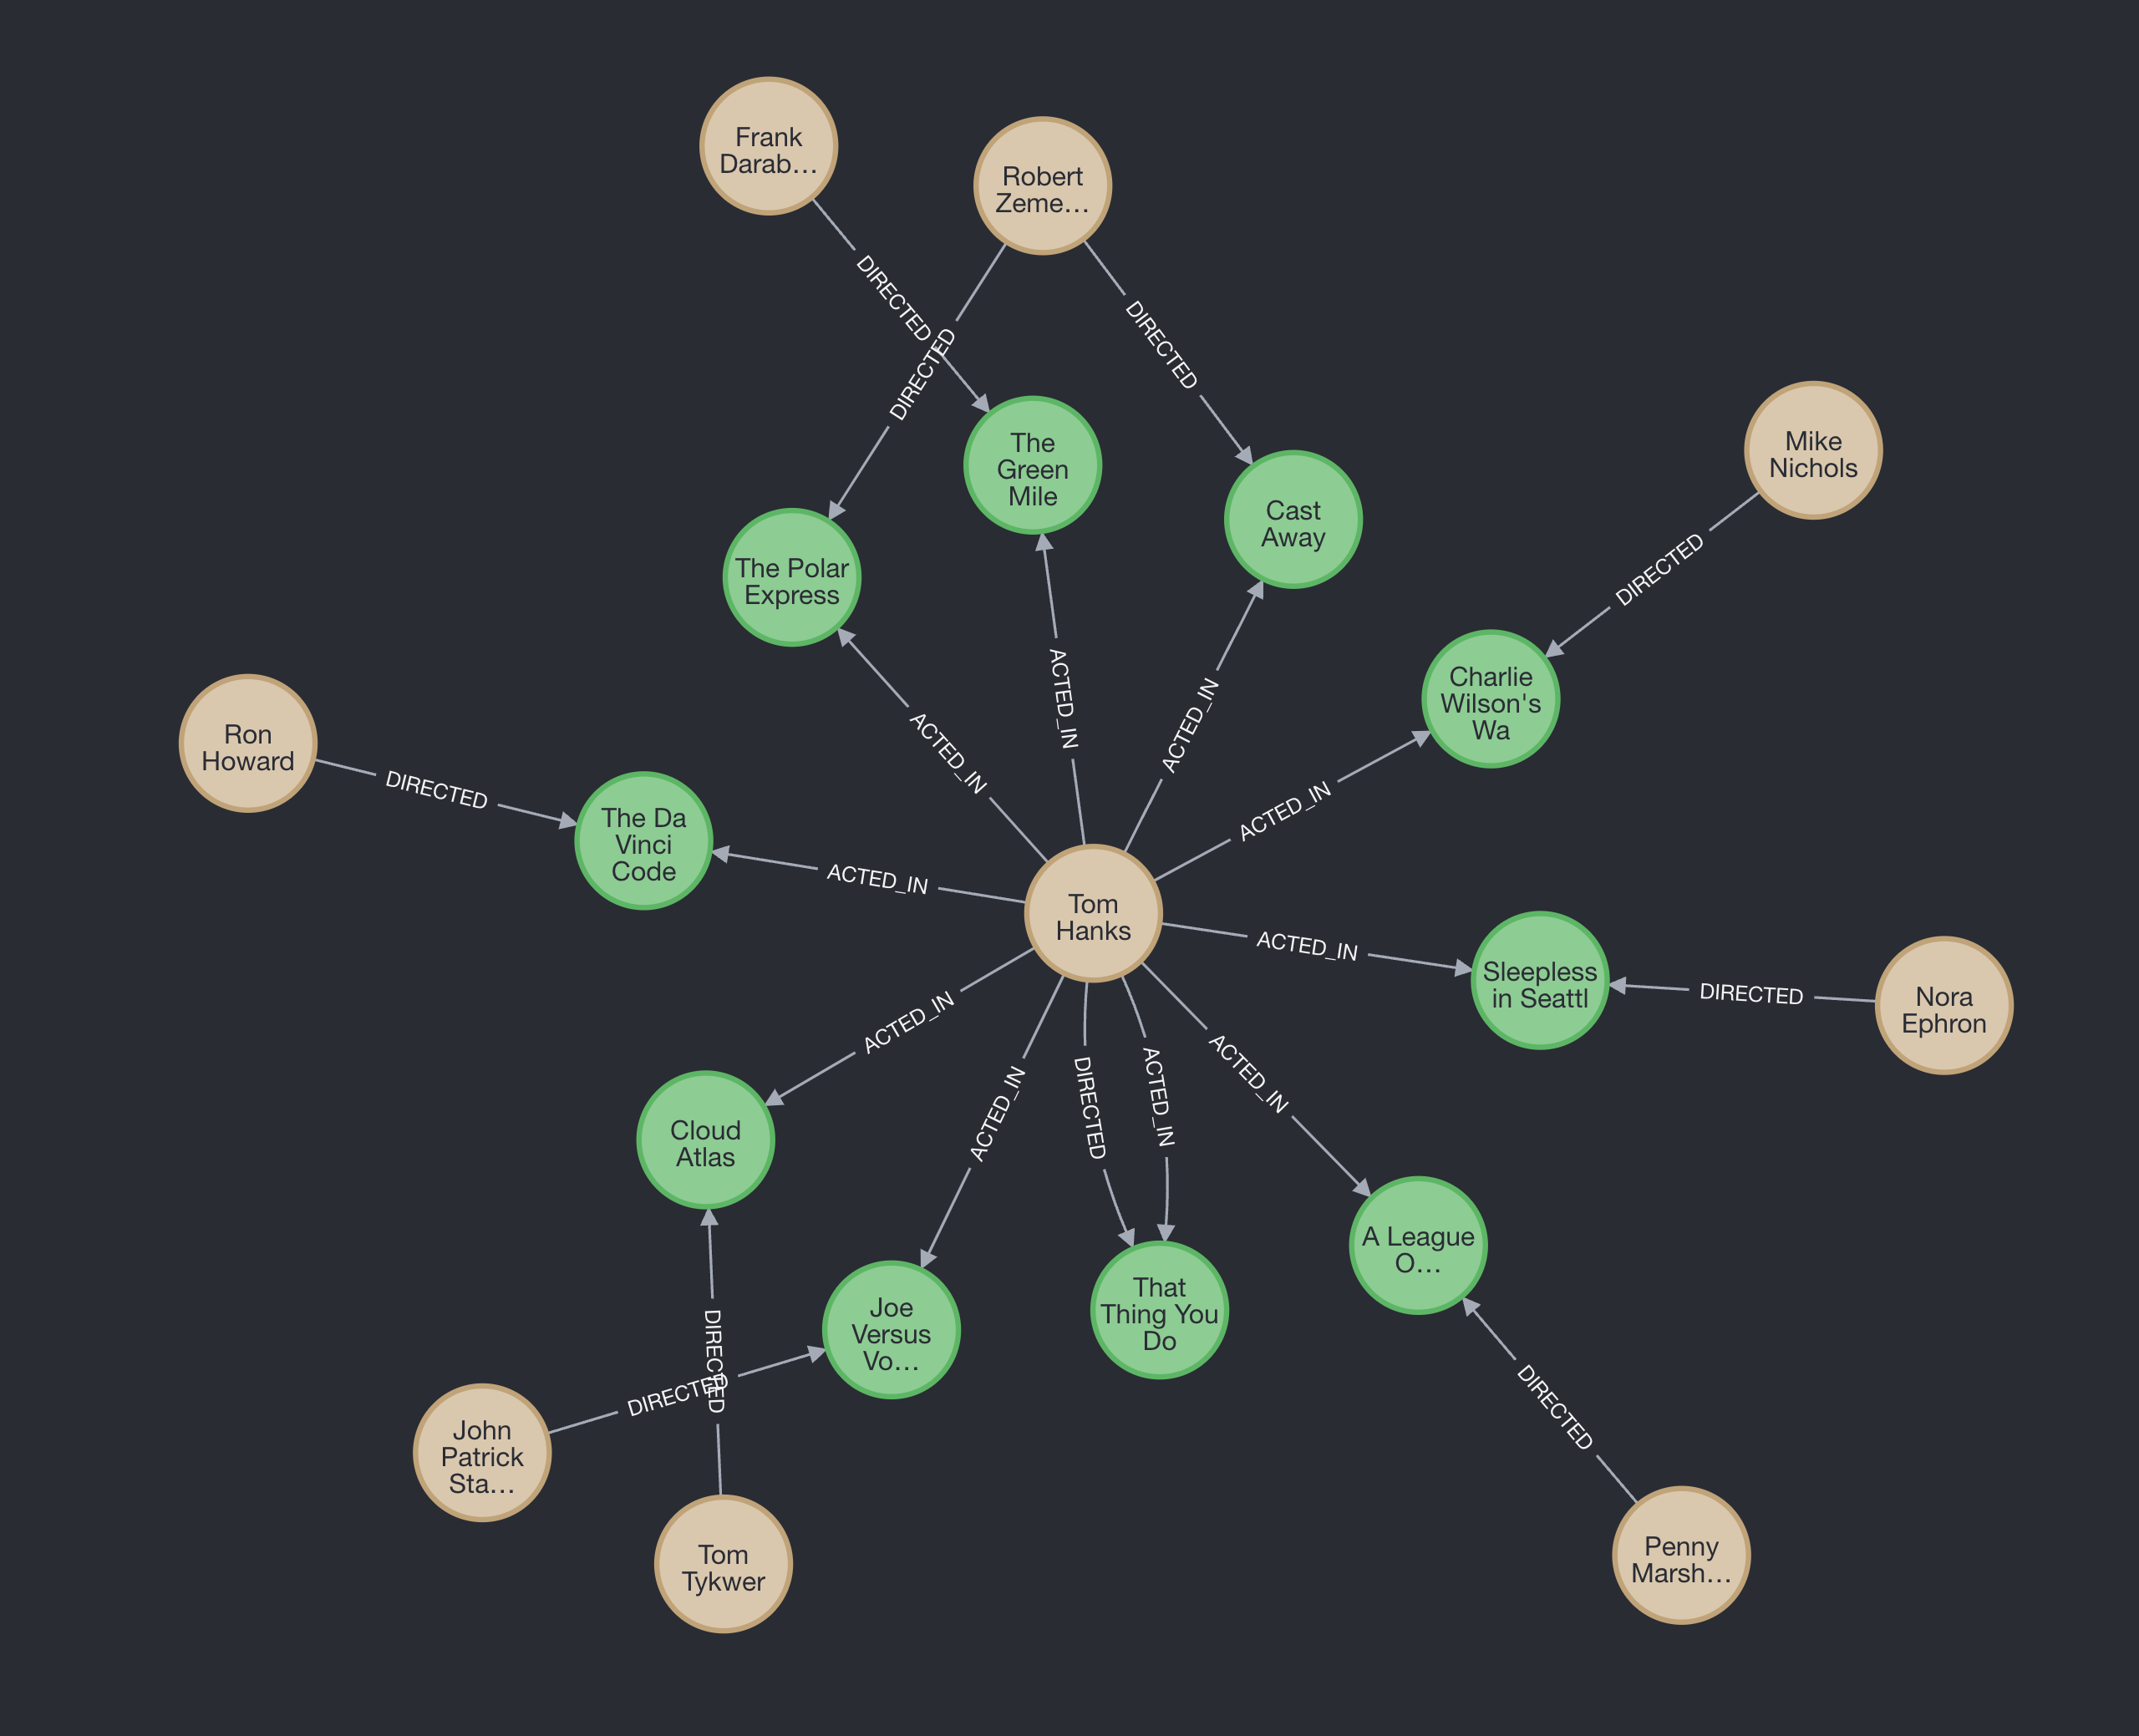 Frank
Darab…
Robert
Zeme…
DIRECTED
DIRECTED
DIRECTED
Mike
Nichols
The
Green
Mile
Cast
Away
DIRECTED
The Polar
Express
Charlie
Wilson's
Wa
ACTED_IN
ACTED_IN
ACTED_IN
Ron
Howard
DIRECTED
ACTED_IN
The Da
Vinci
Code
ACTED_IN
Tom
Hanks
ACTED_IN
Sleepless
in Seattl
DIRECTED
Nora
Ephron
ACTED_IN
ACTED_IN
DIRECTED
ACTED_IN
ACTED_IN
Cloud
Atlas
A League
O…
Joe
Versus
Vo…
That
Thing You
Do
DIRECTED
DIRECTED
DIRECTED
John
Patrick
Sta…
Tom
Tykwer
Penny
Marsh…